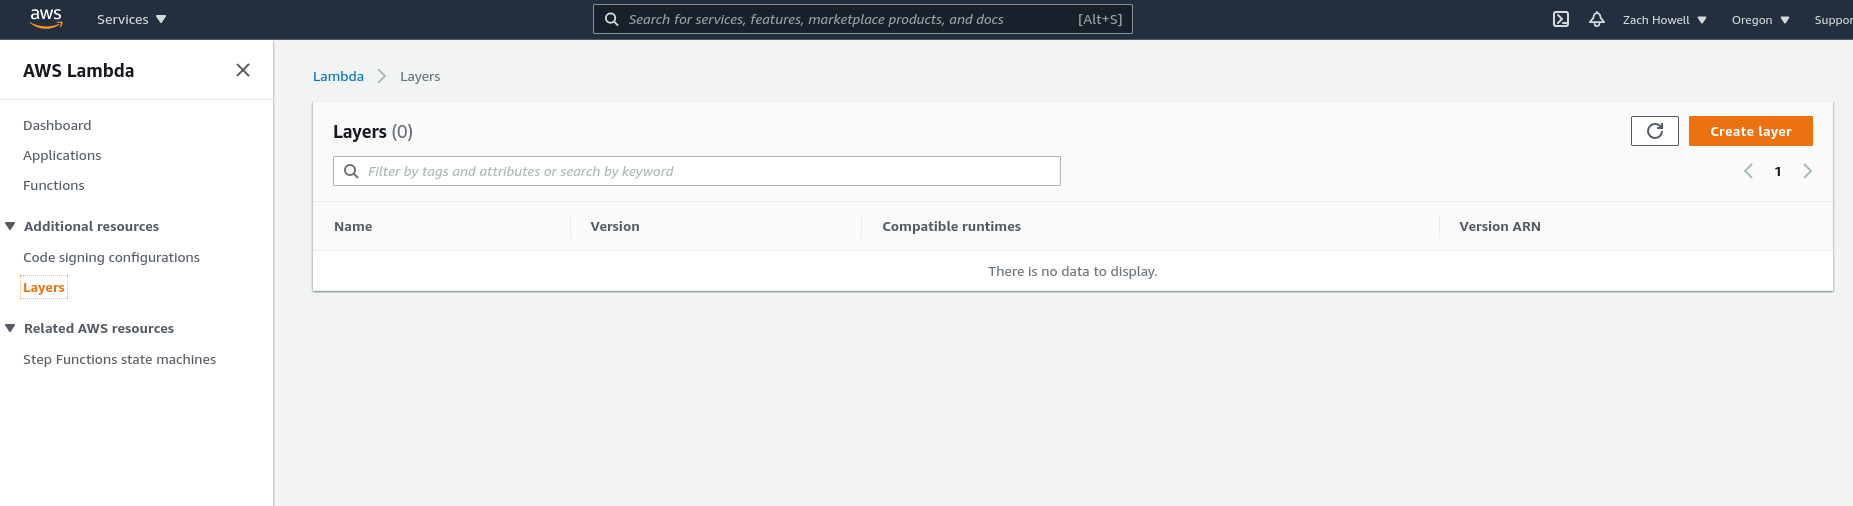 aws Services Search for services, features, marketplace products, and docs [Alt+S] Zach Howell Oregon Suppor
AWS Lambda
Dashboard
Applications
Functions
Additional resources
Code signing configurations
Layers
Related AWS resources
Step Functions state machines
Lambda Layers
Layers (0) Create layer
Filter by tags and attributes or search by keyword 1
Name Version Compatible runtimes Version ARN
There is no data to display.